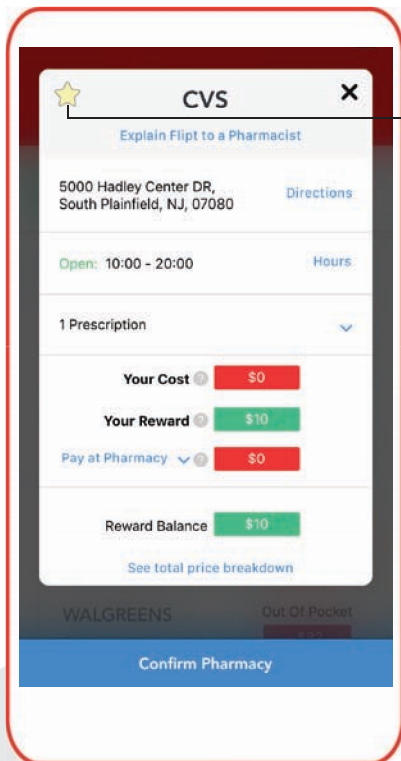 CVS
Explain Flipt to a Pharmacist
5000 Hadley Center DR, Directions
South Plainfield, NJ, 07080
Open: 10:00 - 20:00 Hours
1 Prescription
Your Cost ? $0
Your Reward ? $10
Pay at Pharmacy ? $0
Reward Balance $10
See total price breakdown
WALGREENS Out Of Pocket
Confirm Pharmacy